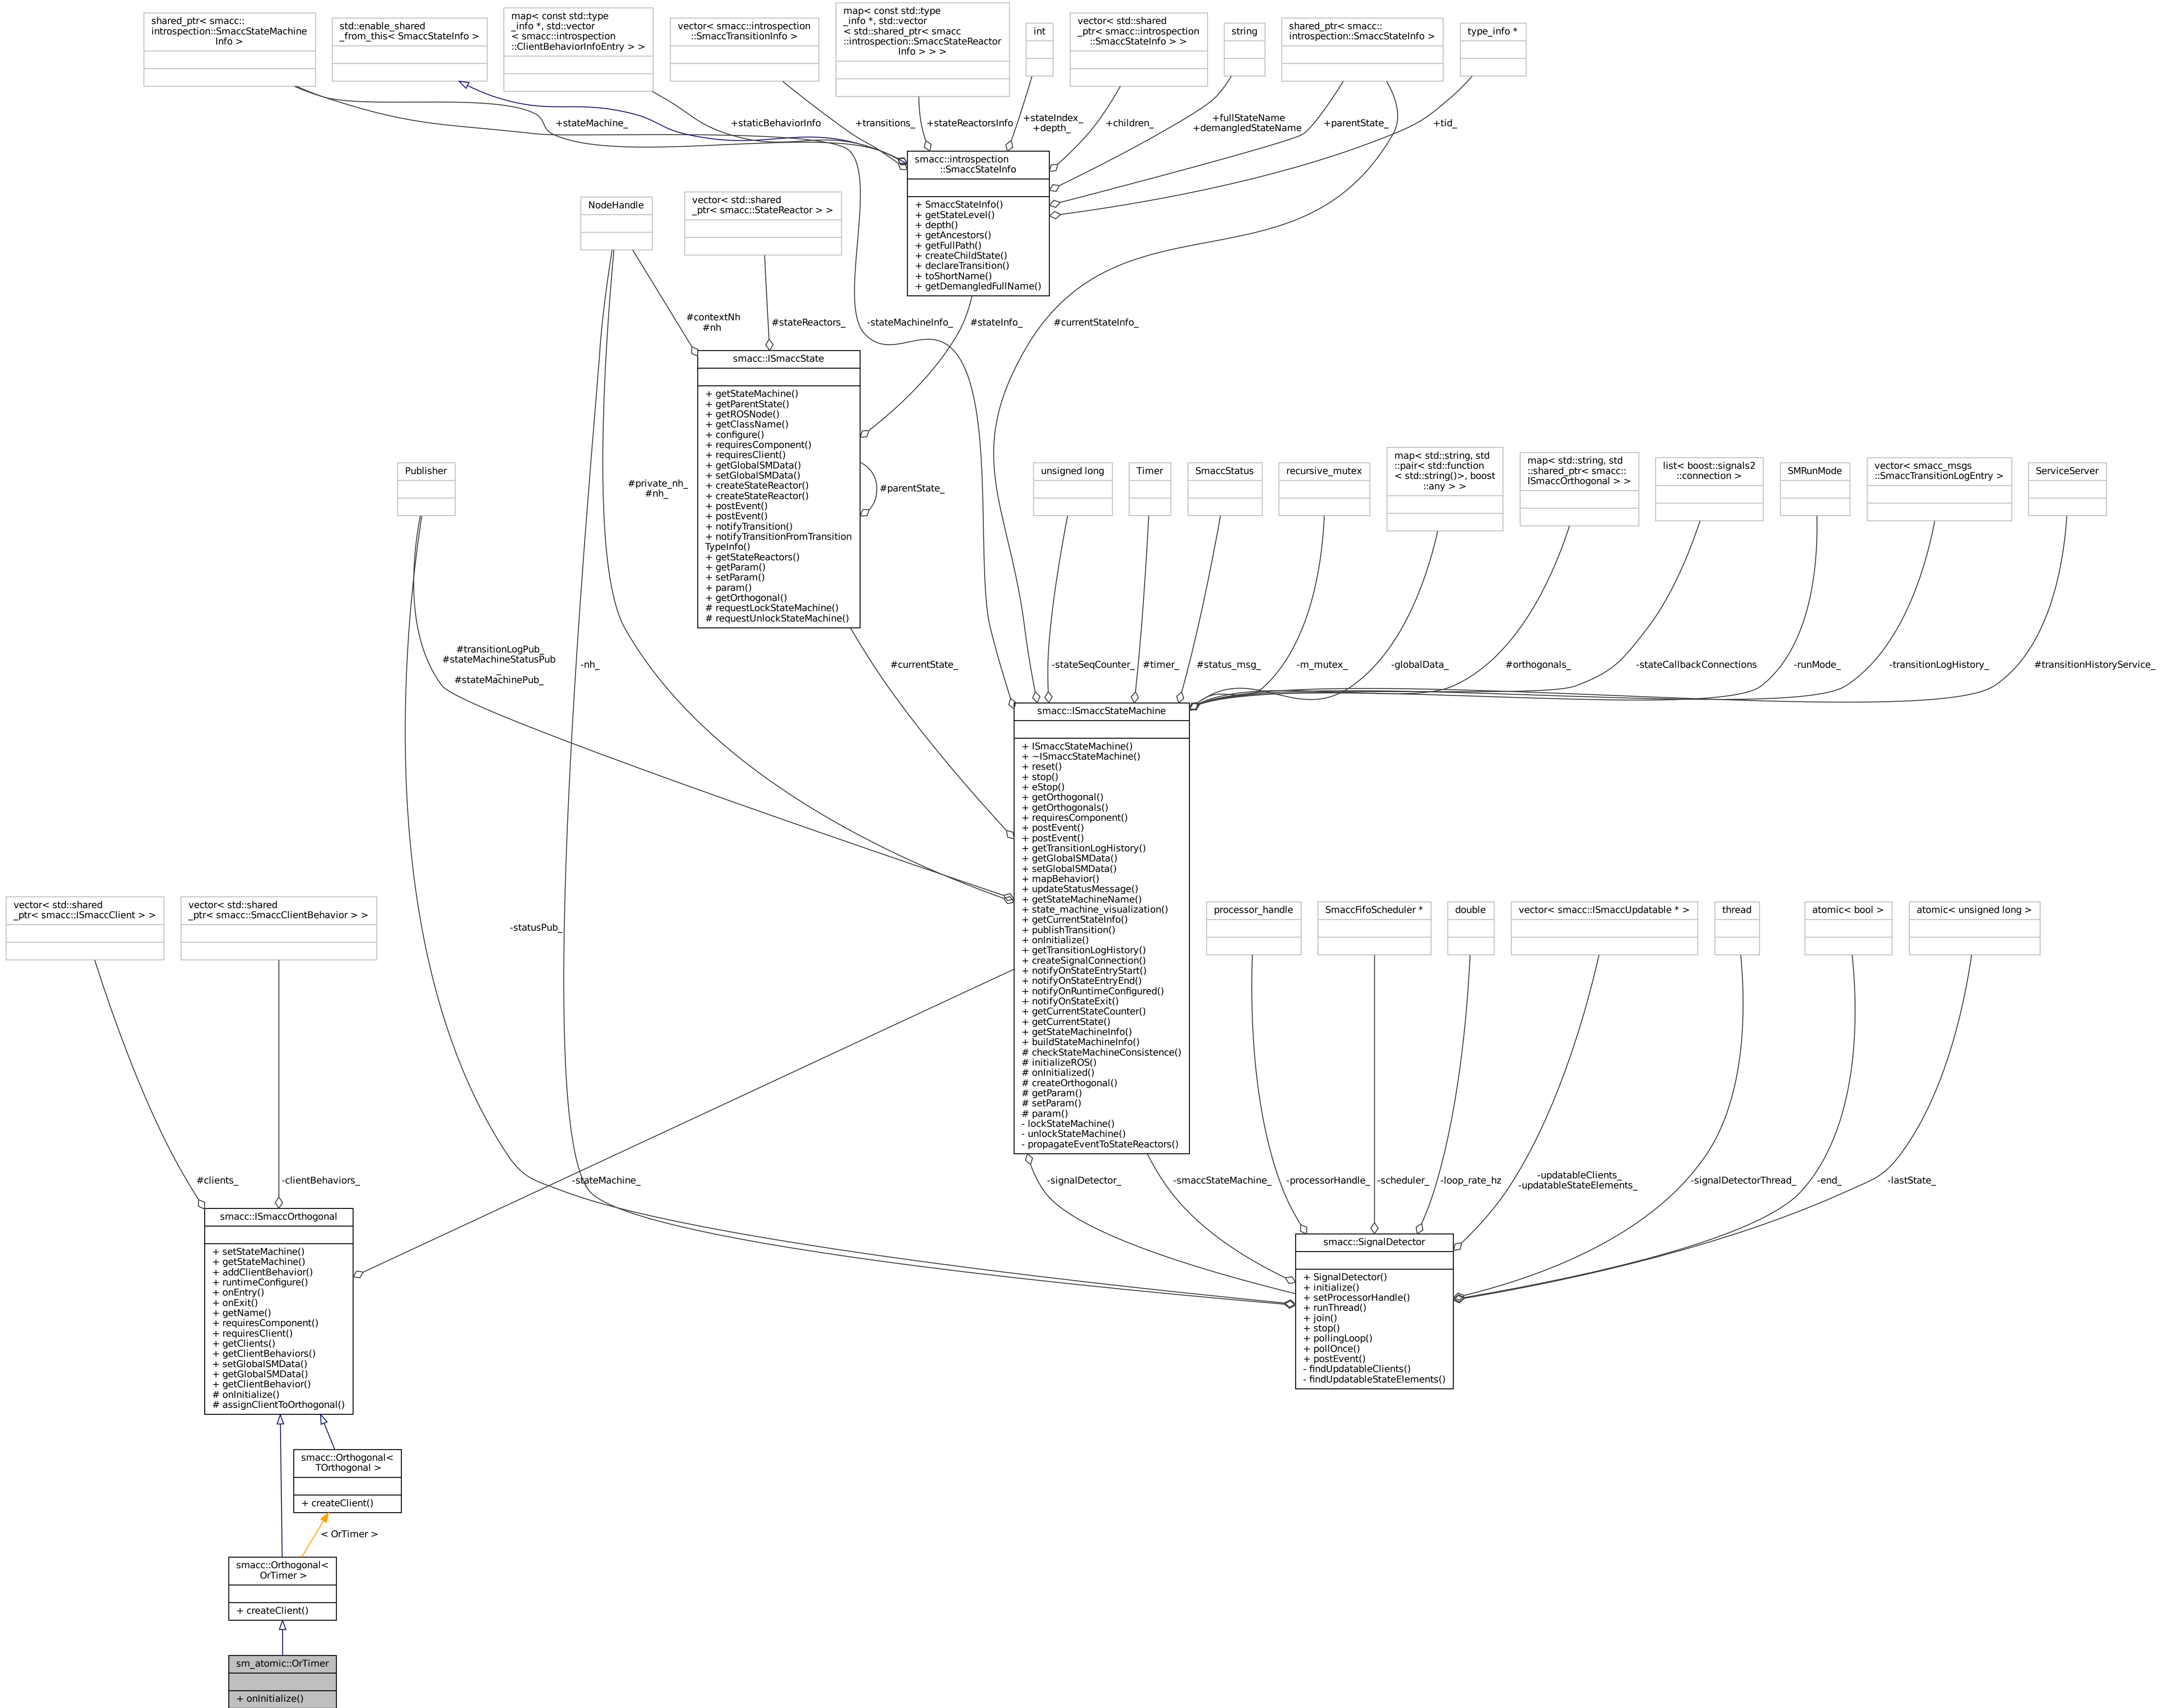 shared_ptr< smacc::
introspection::SmaccStateMachine
Info >
std::enable_shared
_from_this< SmaccStateInfo >
map< const std::type
_info *, std::vector
< smacc::introspection
::ClientBehaviorInfoEntry > >
vector< smacc::introspection
::SmaccTransitionInfo >
map< const std::type
_info *, std::vector
< std::shared_ptr< smacc
::introspection::SmaccStateReactor
Info > > >
int
vector< std::shared
_ptr< smacc::introspection
::SmaccStateInfo > >
string
shared_ptr< smacc::
introspection::SmaccStateInfo >
type_info *
+stateMachine_
+staticBehaviorInfo
+transitions_
+stateReactorsInfo
+stateIndex_
+depth_
+children_
+fullStateName
+demangledStateName
+parentState_
+tid_
smacc::introspection
::SmaccStateInfo
+ SmaccStateInfo()
+ getStateLevel()
+ depth()
+ getAncestors()
+ getFullPath()
+ createChildState()
+ declareTransition()
+ toShortName()
+ getDemangledFullName()
NodeHandle
vector< std::shared
_ptr< smacc::StateReactor > >
#contextNh
#nh
#stateReactors_
-stateMachineInfo_
#stateInfo_
#currentStateInfo_
smacc::ISmaccState
+ getStateMachine()
+ getParentState()
+ getROSNode()
+ getClassName()
+ configure()
+ requiresComponent()
+ requiresClient()
+ getGlobalSMData()
+ setGlobalSMData()
+ createStateReactor()
+ createStateReactor()
+ postEvent()
+ postEvent()
+ notifyTransition()
+ notifyTransitionFromTransition
TypeInfo()
+ getStateReactors()
+ getParam()
+ setParam()
+ param()
+ getOrthogonal()
# requestLockStateMachine()
# requestUnlockStateMachine()
#parentState_
#private_nh_
#nh_
Publisher
unsigned long
Timer
SmaccStatus
recursive_mutex
map< std::string, std
::pair< std::function
< std::string()>, boost
::any > >
map< std::string, std
::shared_ptr< smacc::
ISmaccOrthogonal > >
list< boost::signals2
::connection >
SMRunMode
vector< smacc_msgs
::SmaccTransitionLogEntry >
ServiceServer
#transitionLogPub_
#stateMachineStatusPub
_
#stateMachinePub_
-nh_
#currentState_
-stateSeqCounter_
#timer_
#status_msg_
-m_mutex_
-globalData_
#orthogonals_
-stateCallbackConnections
-runMode_
-transitionLogHistory_
#transitionHistoryService_
smacc::ISmaccStateMachine
+ ISmaccStateMachine()
+ ~ISmaccStateMachine()
+ reset()
+ stop()
+ eStop()
+ getOrthogonal()
+ getOrthogonals()
+ requiresComponent()
+ postEvent()
+ postEvent()
+ getTransitionLogHistory()
+ getGlobalSMData()
+ setGlobalSMData()
+ mapBehavior()
+ updateStatusMessage()
+ getStateMachineName()
+ state_machine_visualization()
+ getCurrentStateInfo()
+ publishTransition()
+ onInitialize()
+ getTransitionLogHistory()
+ createSignalConnection()
+ notifyOnStateEntryStart()
+ notifyOnStateEntryEnd()
+ notifyOnRuntimeConfigured()
+ notifyOnStateExit()
+ getCurrentStateCounter()
+ getCurrentState()
+ getStateMachineInfo()
+ buildStateMachineInfo()
# checkStateMachineConsistence()
# initializeROS()
# onInitialized()
# createOrthogonal()
# getParam()
# setParam()
# param()
- lockStateMachine()
- unlockStateMachine()
- propagateEventToStateReactors()
vector< std::shared
_ptr< smacc::ISmaccClient > >
vector< std::shared
_ptr< smacc::SmaccClientBehavior > >
-statusPub_
processor_handle
SmaccFifoScheduler *
double
vector< smacc::ISmaccUpdatable * >
thread
atomic< bool >
atomic< unsigned long >
#clients_
-clientBehaviors_
-stateMachine_
-signalDetector_
-smaccStateMachine_
-processorHandle_
-scheduler_
-loop_rate_hz
-updatableClients_
-updatableStateElements_
-signalDetectorThread_
-end_
-lastState_
smacc::ISmaccOrthogonal
+ setStateMachine()
+ getStateMachine()
+ addClientBehavior()
+ runtimeConfigure()
+ onEntry()
+ onExit()
+ getName()
+ requiresComponent()
+ requiresClient()
+ getClients()
+ getClientBehaviors()
+ setGlobalSMData()
+ getGlobalSMData()
+ getClientBehavior()
# onInitialize()
# assignClientToOrthogonal()
smacc::SignalDetector
+ SignalDetector()
+ initialize()
+ setProcessorHandle()
+ runThread()
+ join()
+ stop()
+ pollingLoop()
+ pollOnce()
+ postEvent()
- findUpdatableClients()
- findUpdatableStateElements()
smacc::Orthogonal<
TOrthogonal >
+ createClient()
< OrTimer >
smacc::Orthogonal<
OrTimer >
+ createClient()
sm_atomic::OrTimer
+ onInitialize()